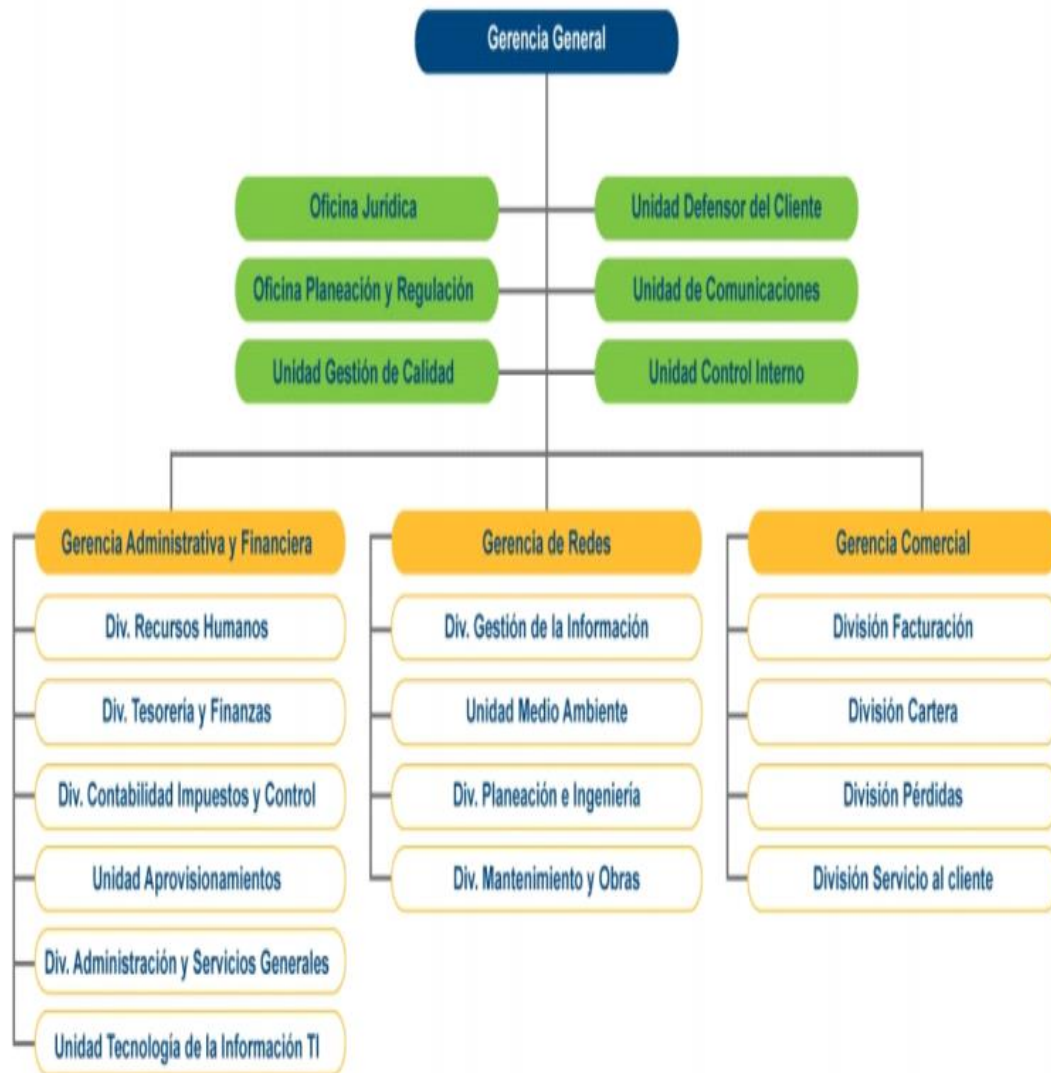 Gerencia General
Oficina Jurídica
Unidad Defensor del Cliente
Oficina Planeación y Regulación
Unidad de Comunicaciones
Unidad Gestión de Calidad
Unidad Control Interno
Gerencia Administrativa y Financiera
Div. Recursos Humanos
Div. Tesorería y Finanzas
Div. Contabilidad Impuestos y Control
Unidad Aprovisionamientos
Div. Administración y Servicios Generales
Unidad Tecnología de la Información TI
Gerencia de Redes
Div. Gestión de la Información
Unidad Medio Ambiente
Div. Planeación e Ingeniería
Div. Mantenimiento y Obras
Gerencia Comercial
División Facturación
División Cartera
División Pérdidas
División Servicio al cliente